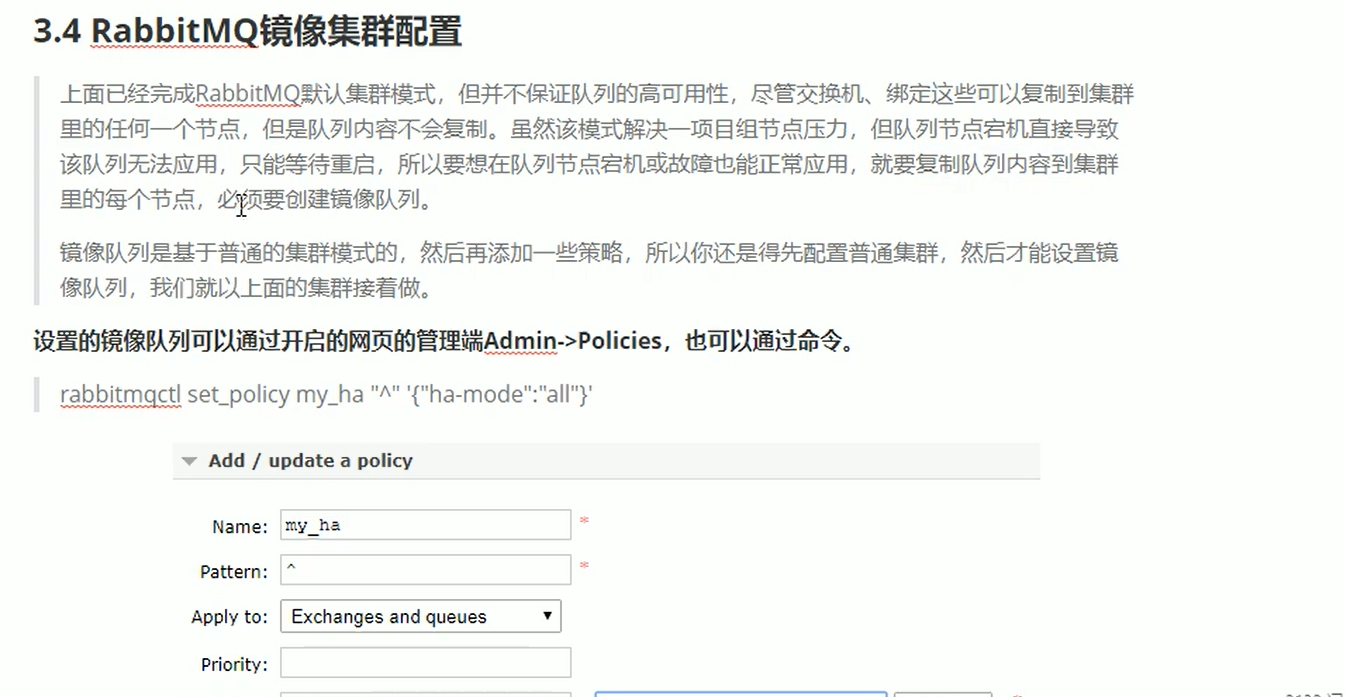 3.4 RabbitMQ镜像集群配置
上面已经完成RabbitMQ默认集群模式，但并不保证队列的高可用性，尽管交换机、绑定这些可以复制到集群
里的任何一个节点，但是队列内容不会复制。虽然该模式解决一项目组节点压力，但队列节点宕机直接导致
该队列无法应用，只能等待重启，所以要想在队列节点宕机或故障也能正常应用，就要复制队列内容到集群
里的每个节点，必须要创建镜像队列。
镜像队列是基于普通的集群模式的，然后再添加一些策略，所以你还是得先配置普通集群，然后才能设置镜
像队列，我们就以上面的集群接着做。
设置的镜像队列可以通过开启的网页的管理端Admin->Policies，也可以通过命令。
rabbitmqctl set_policy my_ha "^" '{"ha-mode":"all"}'
Add / update a policy
Name: my_ha *
Pattern: ^ *
Apply to: Exchanges and queues
Priority: